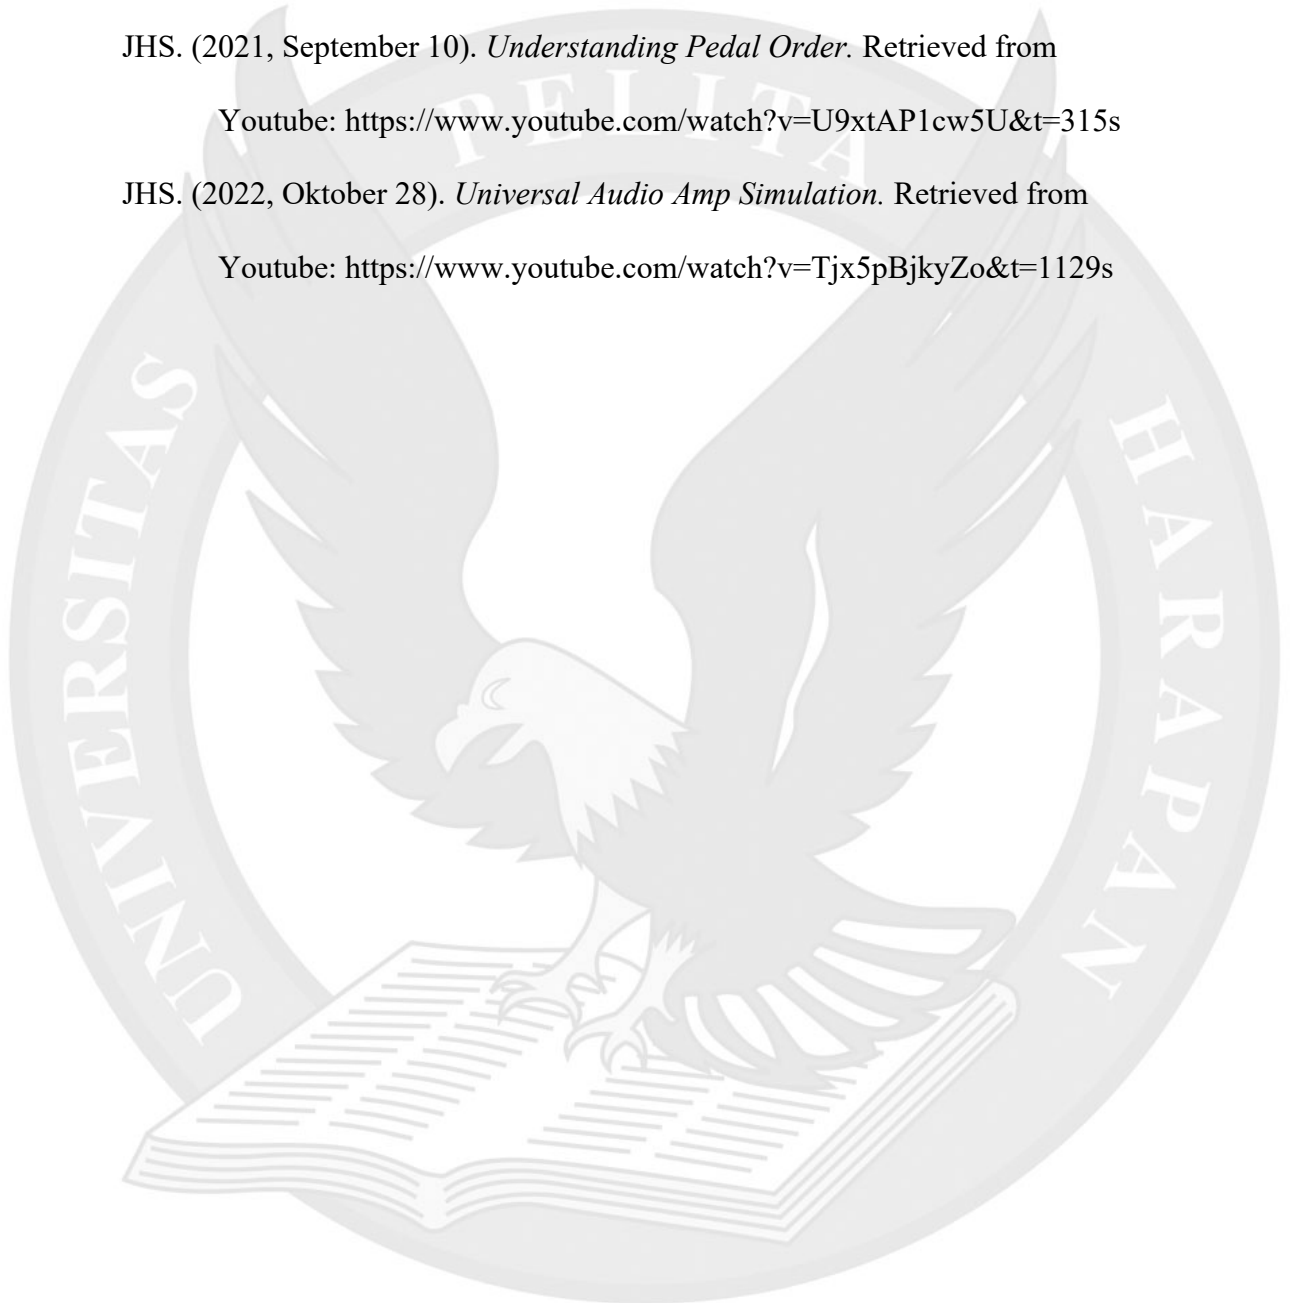 JHS. (2021, September 10). Understanding Pedal Order. Retrieved from
Youtube: https://www.youtube.com/watch?v=U9xtAP1cw5U&t=315s
JHS. (2022, Oktober 28). Universal Audio Amp Simulation. Retrieved from
Youtube: https://www.youtube.com/watch?v=Tjx5pBjkyZo&t=1129s
UNIVERSITAS
PELITA
HARAPAN